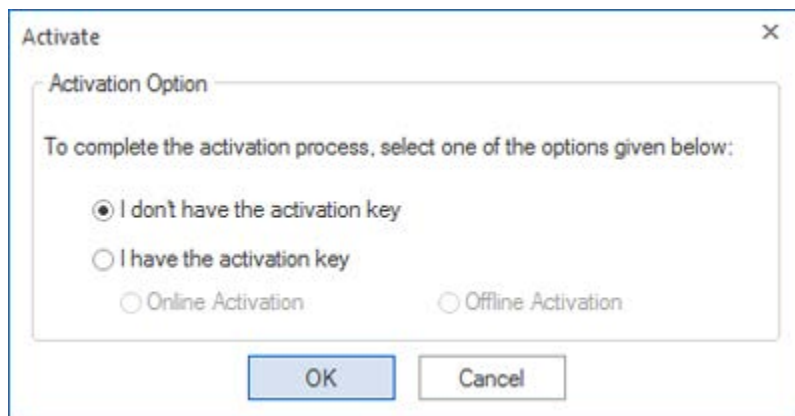 Activate
Activation Option
To complete the activation process, select one of the options given below:
I don't have the activation key
I have the activation key
Online Activation Offline Activation
OK Cancel